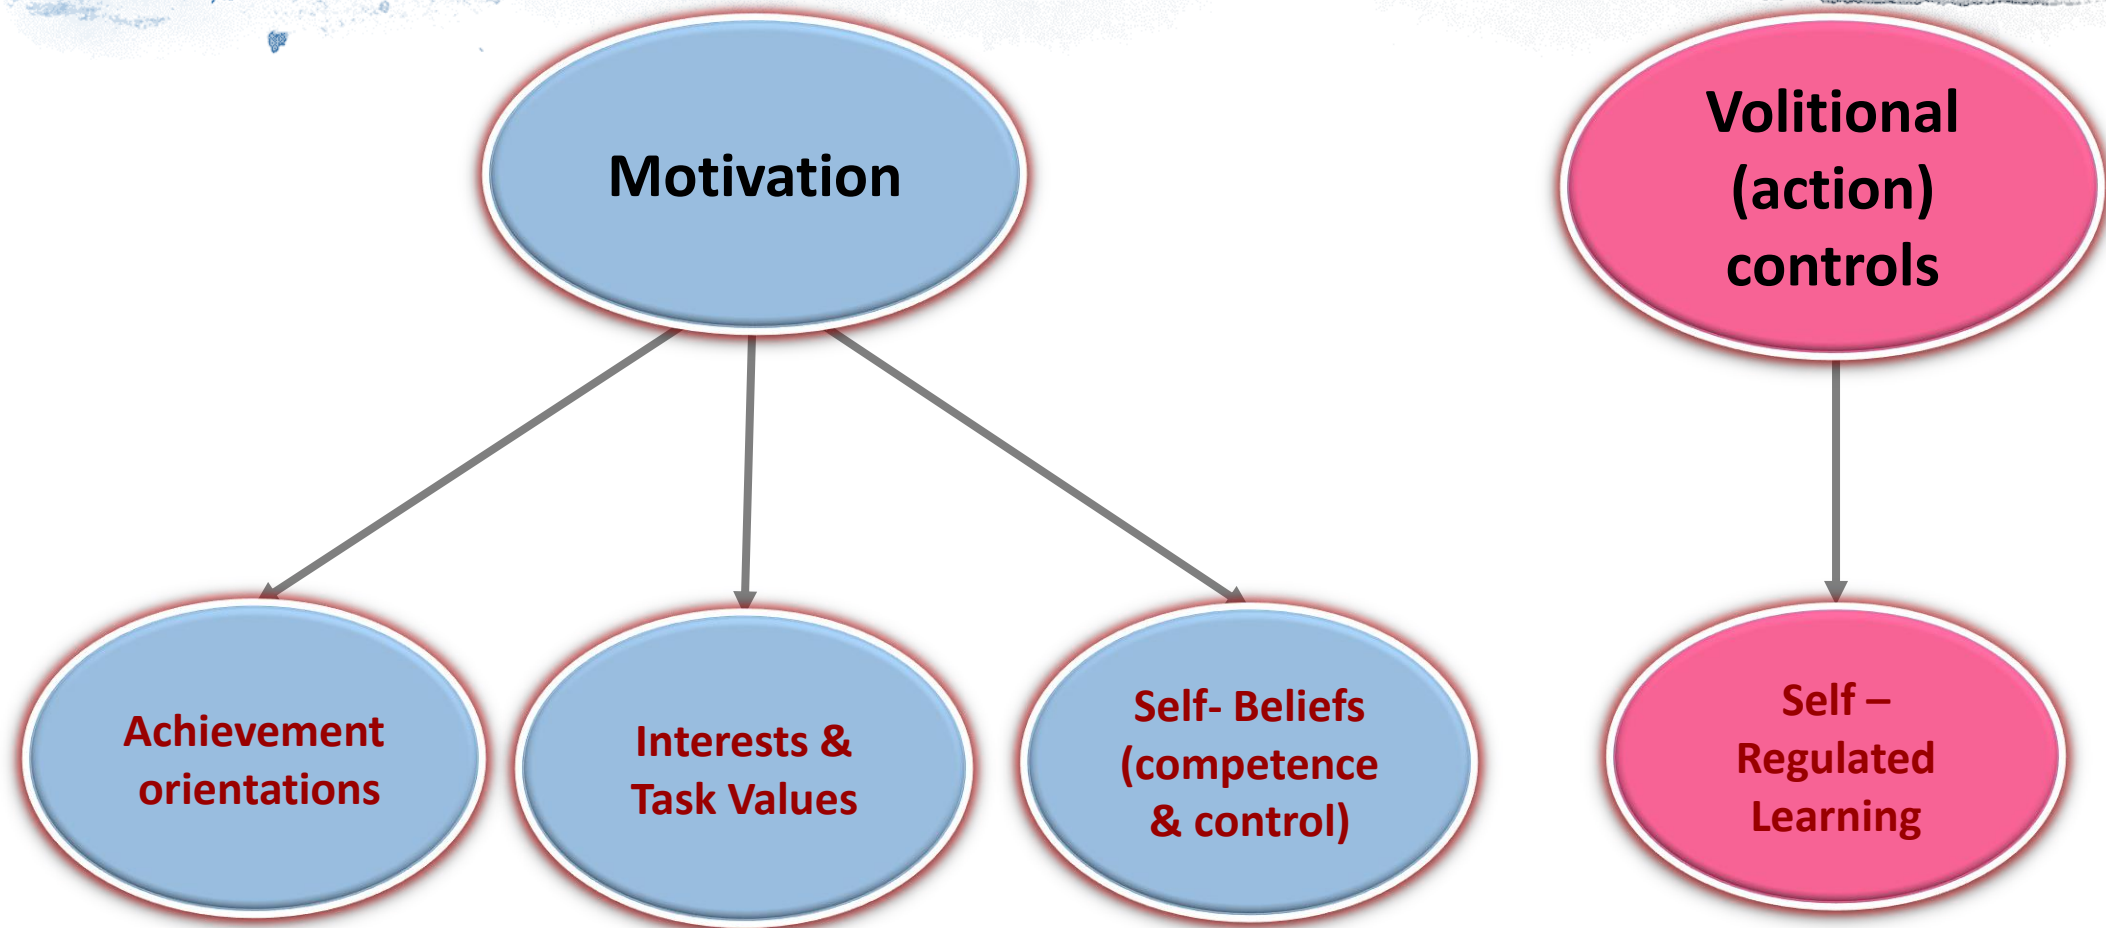 Motivation
Volitional
(action)
controls
Achievement
orientations
Interests &
Task Values
Self- Beliefs
(competence
& control)
Self –
Regulated
Learning